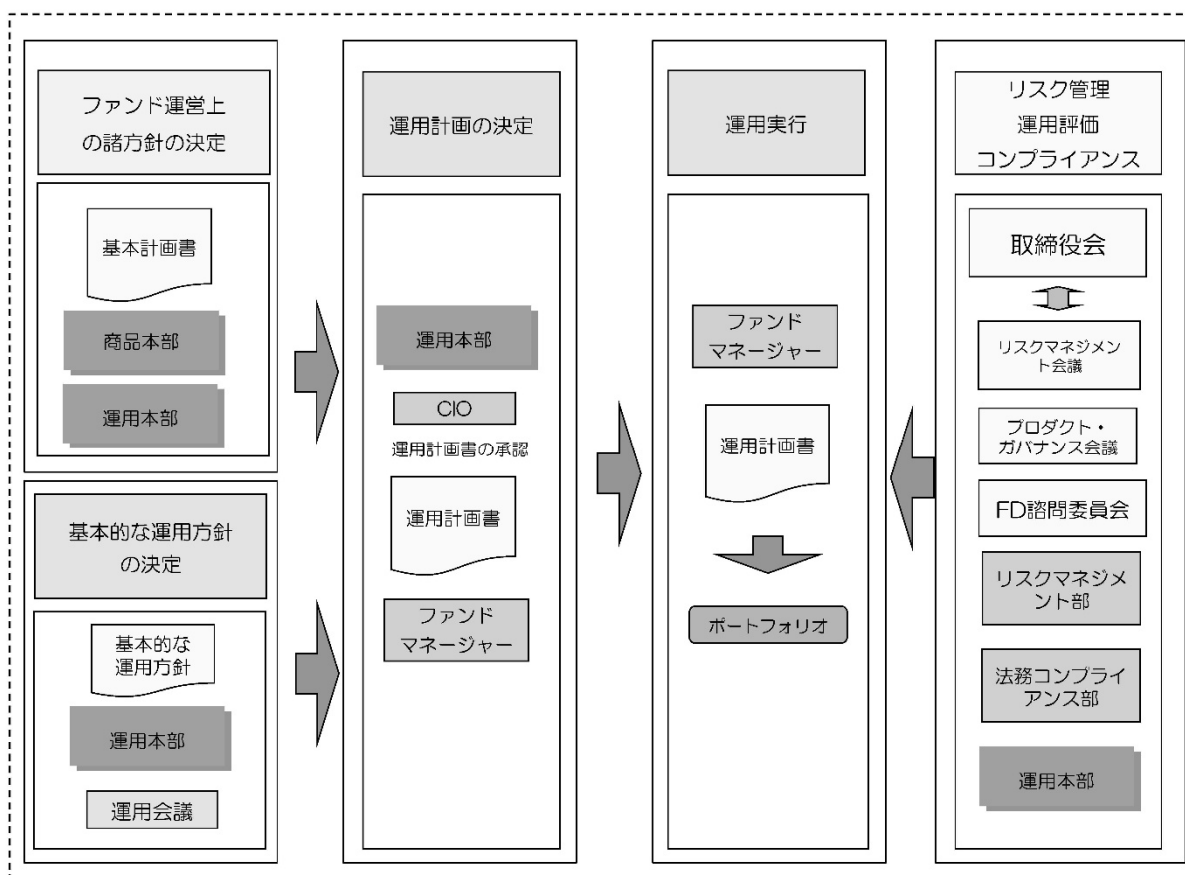 ファンド運営上
の諸方針の決定
基本計画書
商品本部
運用本部
基本的な運用方針
の決定
基本的な
運用方針
運用本部
運用会議
運用計画の決定
運用本部
CIO
運用計画書の承認
運用計画書
ファンド
マネージャー
運用実行
ファンド
マネージャー
運用計画書
ポートフォリオ
リスク管理
運用評価
コンプライアンス
取締役会
リスクマネジメン
ト会議
プロダクト・
ガバナンス会議
FD諮問委員会
リスクマネジメ
ント部
法務コンプライ
アンス部
運用本部